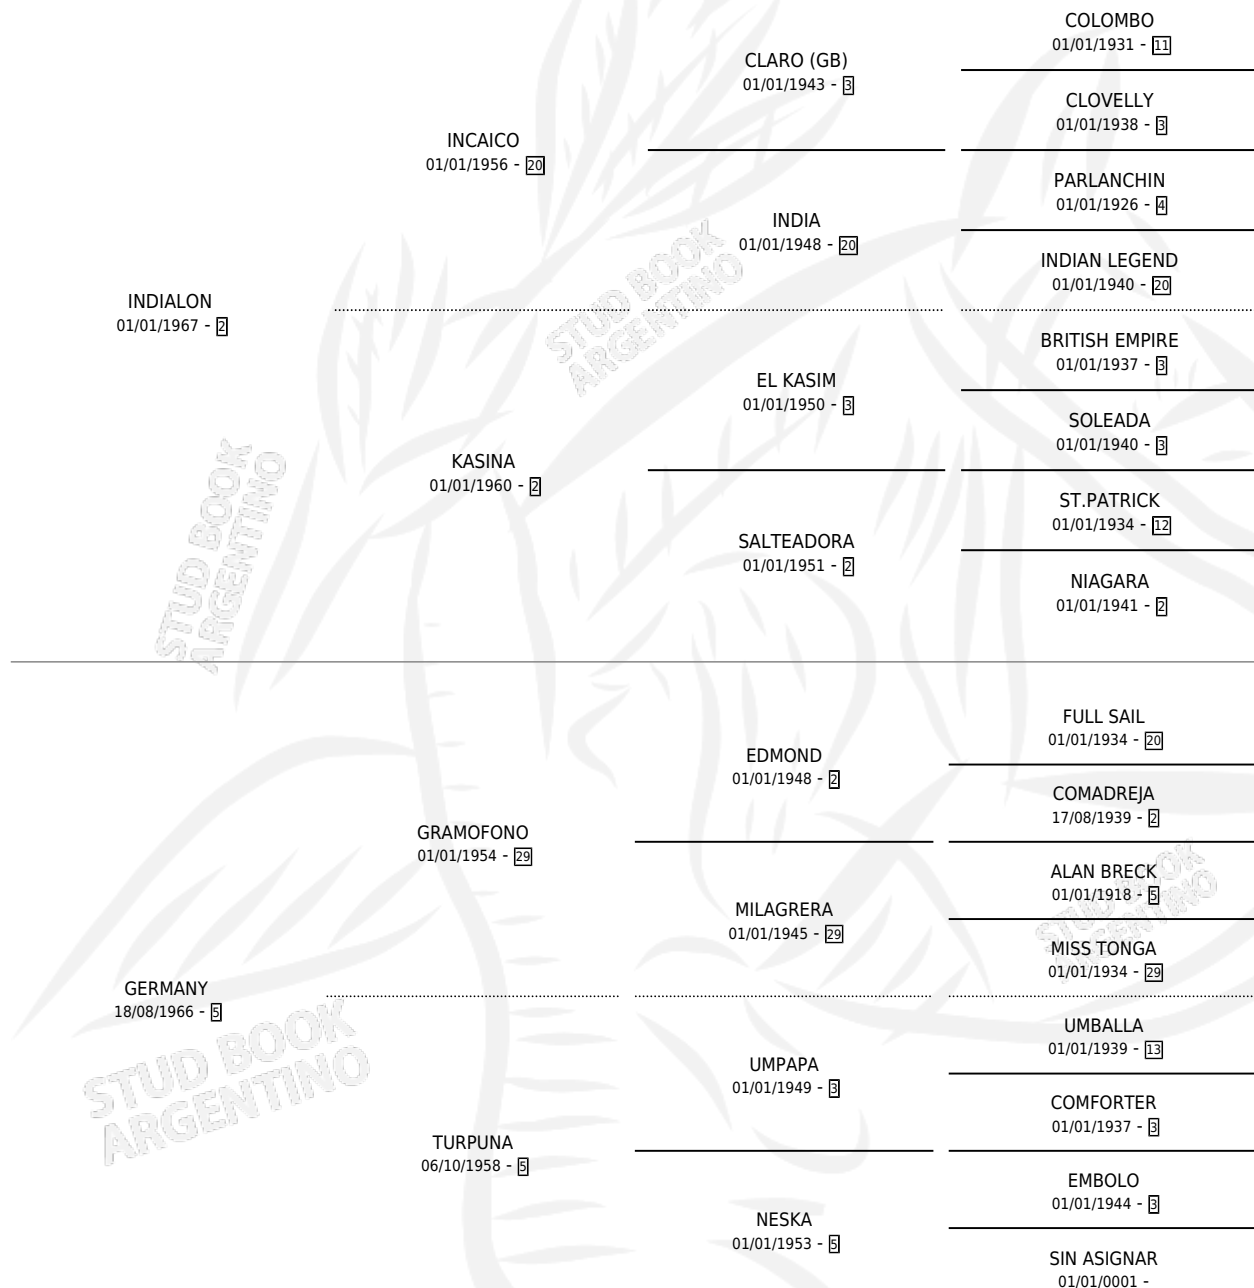 COLOMBO
01/01/1931 - 11
CLARO (GB)
01/01/1943 - 3
CLOVELLY
01/01/1938 - 3
INCAICO
01/01/1956 - 20
PARLANCHIN
01/01/1926 - 4
INDIA
01/01/1948 - 20
INDIAN LEGEND
01/01/1940 - 20
INDIALON
01/01/1967 - 2
BRITISH EMPIRE
01/01/1937 - 3
EL KASIM
01/01/1950 - 3
SOLEADA
01/01/1940 - 3
KASINA
01/01/1960 - 2
ST.PATRICK
01/01/1934 - 12
SALTEADORA
01/01/1951 - 2
NIAGARA
01/01/1941 - 2
FULL SAIL
01/01/1934 - 20
EDMOND
01/01/1948 - 2
COMADREJA
17/08/1939 - 2
GRAMOFONO
01/01/1954 - 29
ALAN BRECK
01/01/1918 - 5
MILAGRERA
01/01/1945 - 29
MISS TONGA
01/01/1934 - 29
GERMANY
18/08/1966 - 5
UMBALLA
01/01/1939 - 13
UMPAPA
01/01/1949 - 3
COMFORTER
01/01/1937 - 3
TURPUNA
06/10/1958 - 5
EMBOLO
01/01/1944 - 3
NESKA
01/01/1953 - 5
SIN ASIGNAR
01/01/0001 -
STUD BOOK
ARGENTINO
STUD BOOK
ARGENTINO
STUD BOOK
ARGENTINO
STUD BOOK
ARGENTINO